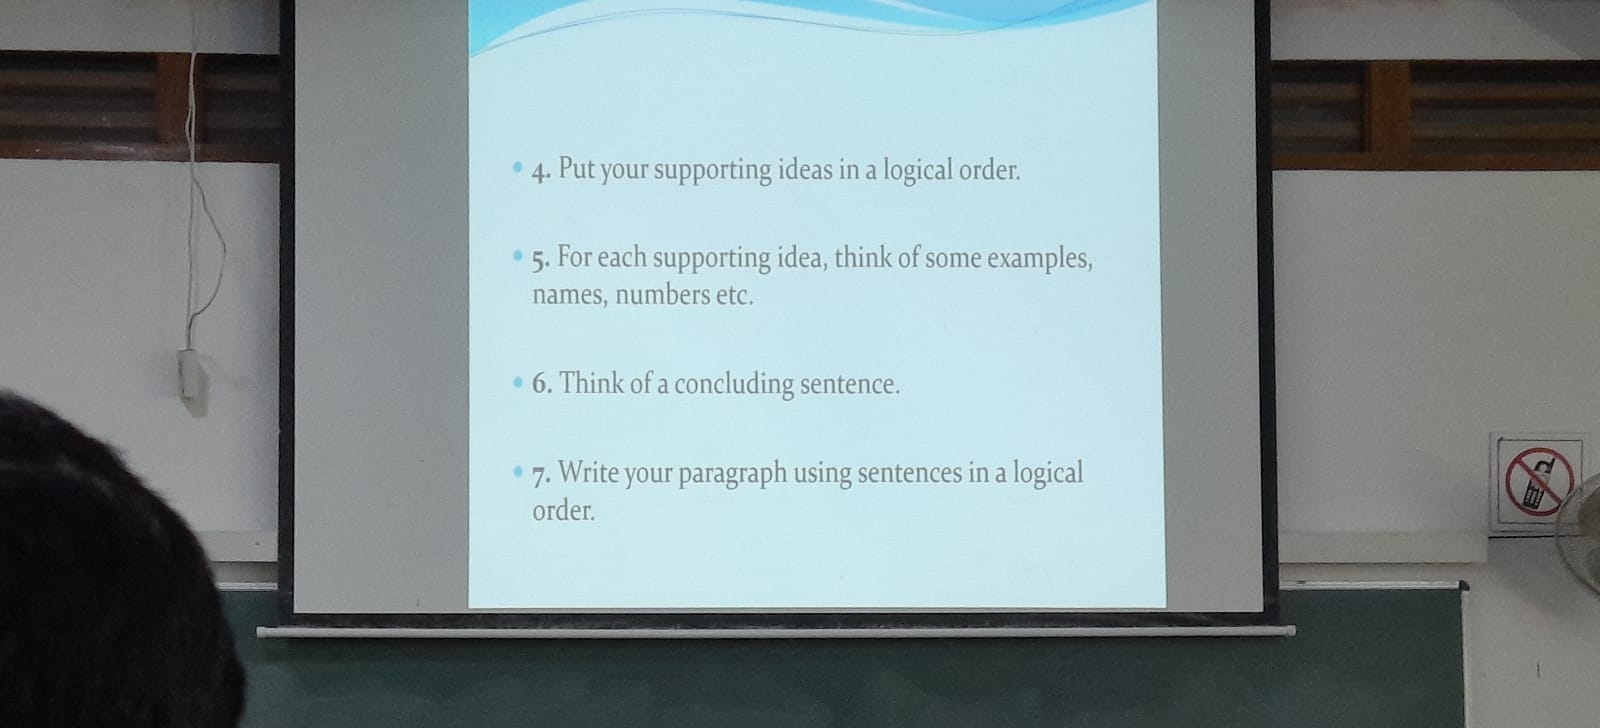 • 4. Put your supporting ideas in a logical order.
• 5. For each supporting idea, think of some examples,
names, numbers etc.
• 6. Think of a concluding sentence.
• 7. Write your paragraph using sentences in a logical
order.